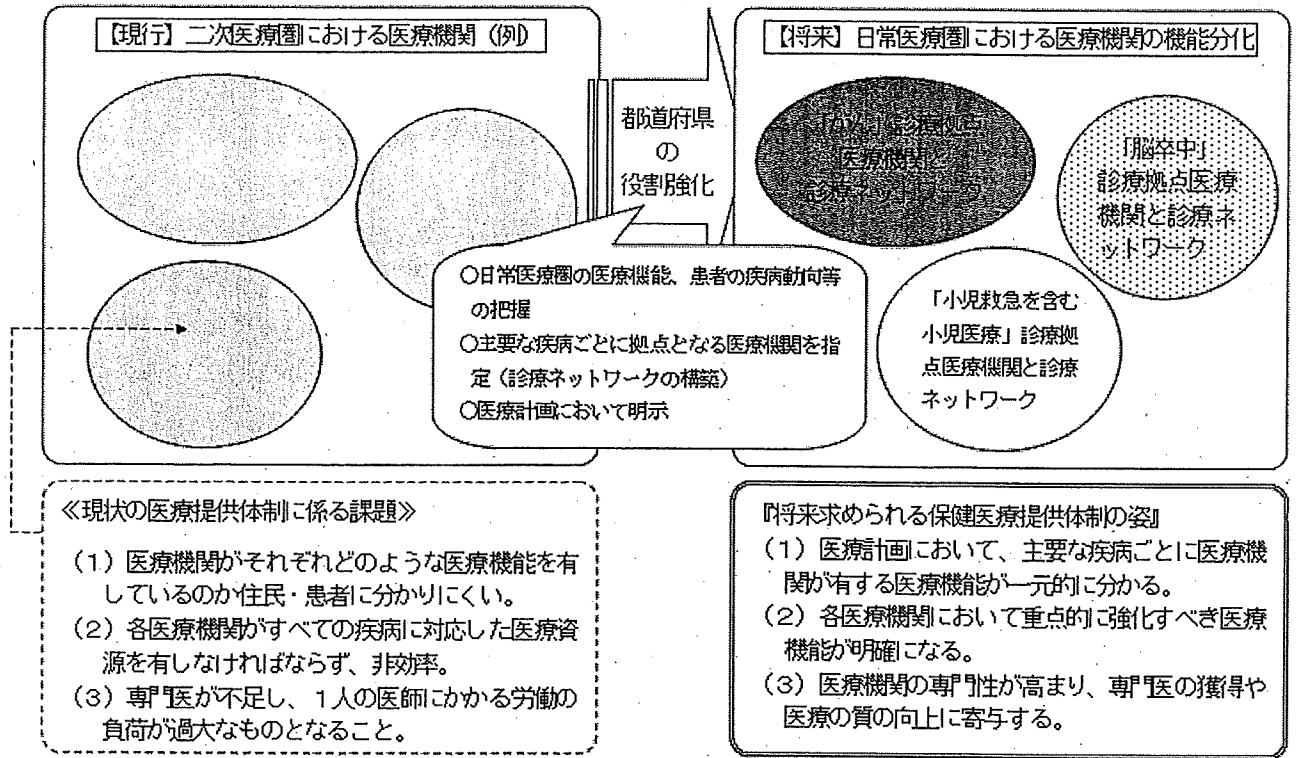 【現行】二次医療圏における医療機関(例)
都道府県
の
役割強化
【将来】日常医療圏における医療機関の機能分化
「がん」診療拠点
医療機関と
診療ネットワーク
「脳卒中」
診療拠点医療
機関と診療ネ
ットワーク
「小児救急を含む
小児医療」診療拠
点医療機関と診療
ネットワーク
○日常医療圏の医療機能、患者の疾病動向等
の把握
○主要な疾病ごとに拠点となる医療機関を指
定(診療ネットワークの構築)
○医療計画において明示
≪現状の医療提供体制に係る課題≫
(1)医療機関がそれぞれどのような医療機能を有
しているのか住民・患者に分かりにくい。
(2)各医療機関がすべての疾病に対応した医療資
源を有しなければならず、非効率。
(3)専門医が不足し、1人の医師にかかる労働の
負荷が過大なものとなること。
『将来求められる保健医療提供体制の姿』
(1)医療計画において、主要な疾病ごとに医療機
関が有する医療機能が一元的に分かる。
(2)各医療機関において重点的に強化すべき医療
機能が明確になる。
(3)医療機関の専門性が高まり、専門医の獲得や
医療の質の向上に寄与する。